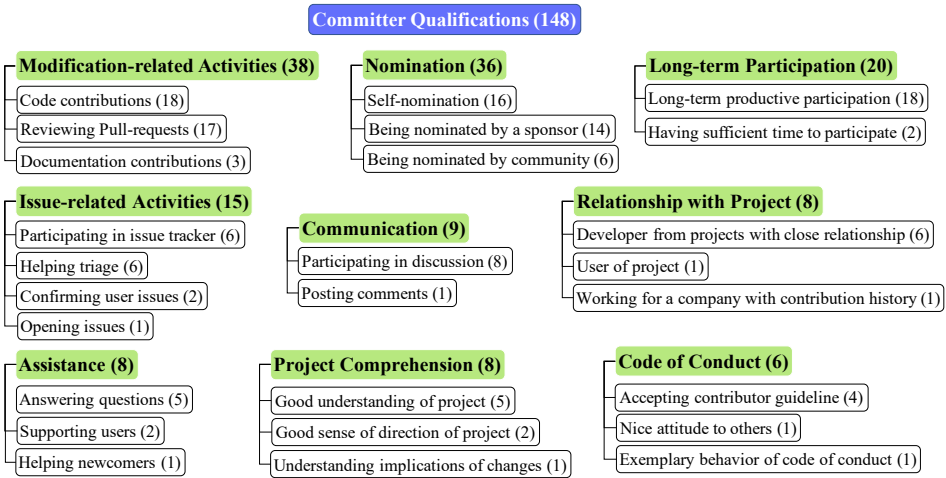 Committer Qualifications (148)
Modification-related Activities (38)
Code contributions (18)
Reviewing Pull-requests (17)
Documentation contributions (3)
Nomination (36)
Self-nomination (16)
Being nominated by a sponsor (14)
Being nominated by community (6)
Long-term Participation (20)
Long-term productive participation (18)
Having sufficient time to participate (2)
Issue-related Activities (15)
Participating in issue tracker (6)
Helping triage (6)
Confirming user issues (2)
Opening issues (1)
Communication (9)
Participating in discussion (8)
Posting comments (1)
Relationship with Project (8)
Developer from projects with close relationship (6)
User of project (1)
Working for a company with contribution history (1)
Assistance (8)
Answering questions (5)
Supporting users (2)
Helping newcomers (1)
Project Comprehension (8)
Good understanding of project (5)
Good sense of direction of project (2)
Understanding implications of changes (1)
Code of Conduct (6)
Accepting contributor guideline (4)
Nice attitude to others (1)
Exemplary behavior of code of conduct (1)